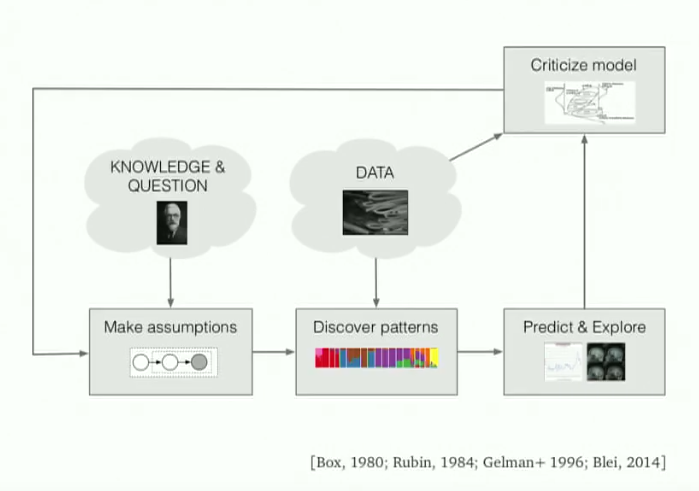 Criticize model
KNOWLEDGE &
QUESTION
DATA
Make assumptions
Discover patterns
Predict & Explore
[Box, 1980; Rubin, 1984; Gelman+ 1996; Blei, 2014]